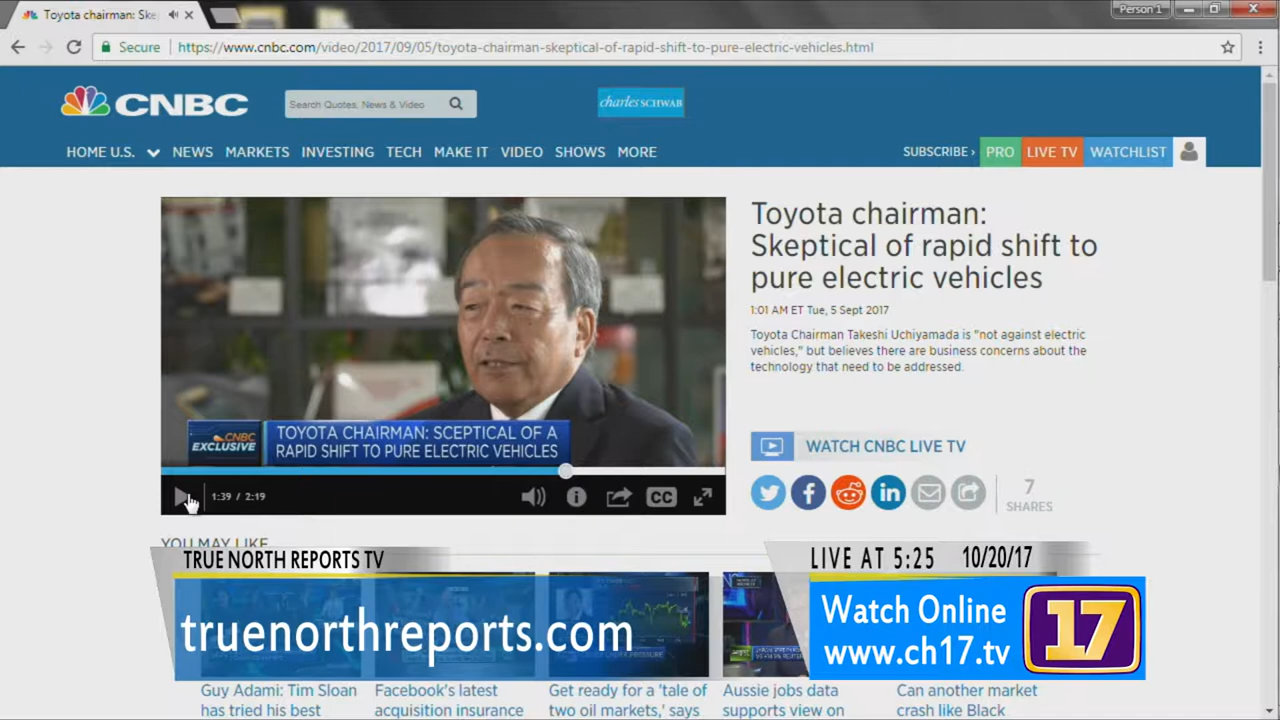 Toyota chairman: Ske
Person 1
Secure
https://www.cnbc.com/video/2017/09/05/toyota-chairman-skeptical-of-rapid-shift-to-pure-electric-vehicles.html
CNBC
Search Quotes, News & Video
charles SCHWAB
HOME U.S. NEWS MARKETS INVESTING TECH MAKE IT VIDEO SHOWS MORE
SUBSCRIBE › PRO LIVE TV WATCHLIST
Toyota chairman:
Skeptical of rapid shift to
pure electric vehicles
1:01 AM ET Tue, 5 Sept 2017
Toyota Chairman Takeshi Uchiyamada is "not against electric
vehicles," but believes there are business concerns about the
technology that need to be addressed.
CNBC
EXCLUSIVE
TOYOTA CHAIRMAN: SCEPTICAL OF A
RAPID SHIFT TO PURE ELECTRIC VEHICLES
1:39 / 2:19
CC
WATCH CNBC LIVE TV
in
7
SHARES
YOU MAY LIKE
TRUE NORTH REPORTS TV
truenorthreports.com
LIVE AT 5:25 10/20/17
Watch Online
www.ch17.tv
17
Guy Adami: Tim Sloan
has tried his best
Facebook's latest
acquisition insurance
Get ready for a 'tale of
two oil markets,' says
Aussie jobs data
supports view on
Can another market
crash like Black